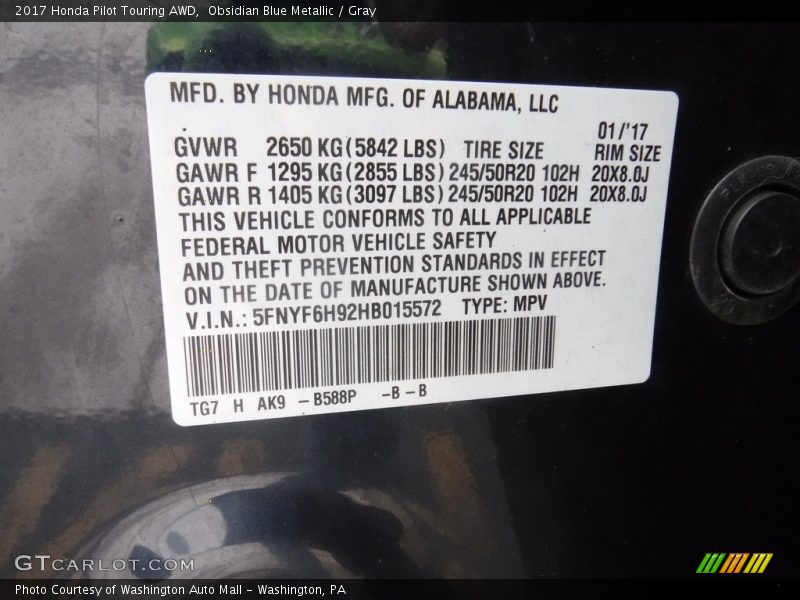 2017 Honda Pilot Touring AWD,  Obsidian Blue Metallic / Gray
MFD. BY HONDA MFG. OF ALABAMA, LLC
01/'17
GVWR 2650 KG(5842 LBS) TIRE SIZE RIM SIZE
GAWR F 1295 KG(2855 LBS) 245/50R20 102H 20X8.0J
GAWR R 1405 KG(3097 LBS) 245/50R20 102H 20X8.0J
THIS VEHICLE CONFORMS TO ALL APPLICABLE
FEDERAL MOTOR VEHICLE SAFETY
AND THEFT PREVENTION STANDARDS IN EFFECT
ON THE DATE OF MANUFACTURE SHOWN ABOVE.
V.I.N.: 5FNYF6H92HB015572 TYPE: MPV
TG7 H AK9 -B588P -B-B
GTCARLOT.COM
Photo Courtesy of Washington Auto Mall - Washington, PA